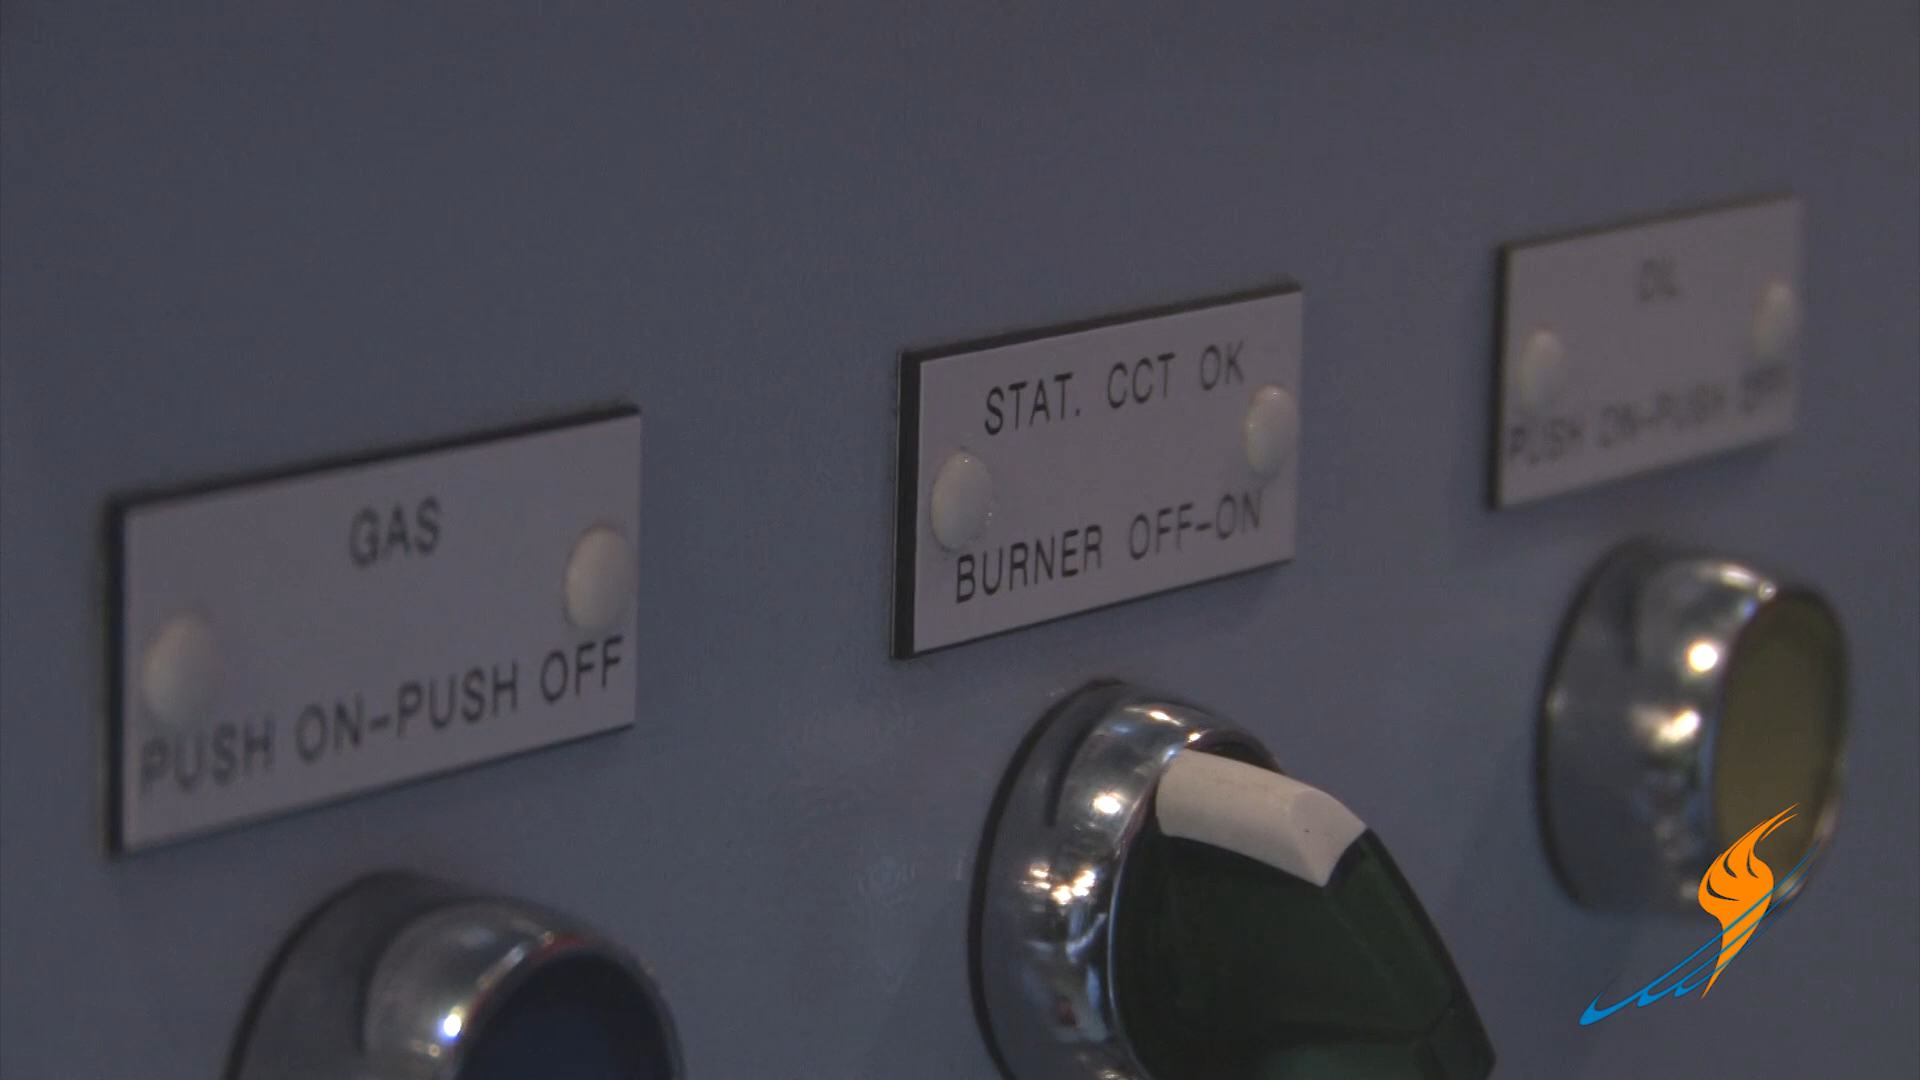 GAS
PUSH ON-PUSH OFF
STAT. CCT OK
BURNER OFF-ON
OIL
PUSH ON-PUSH OFF